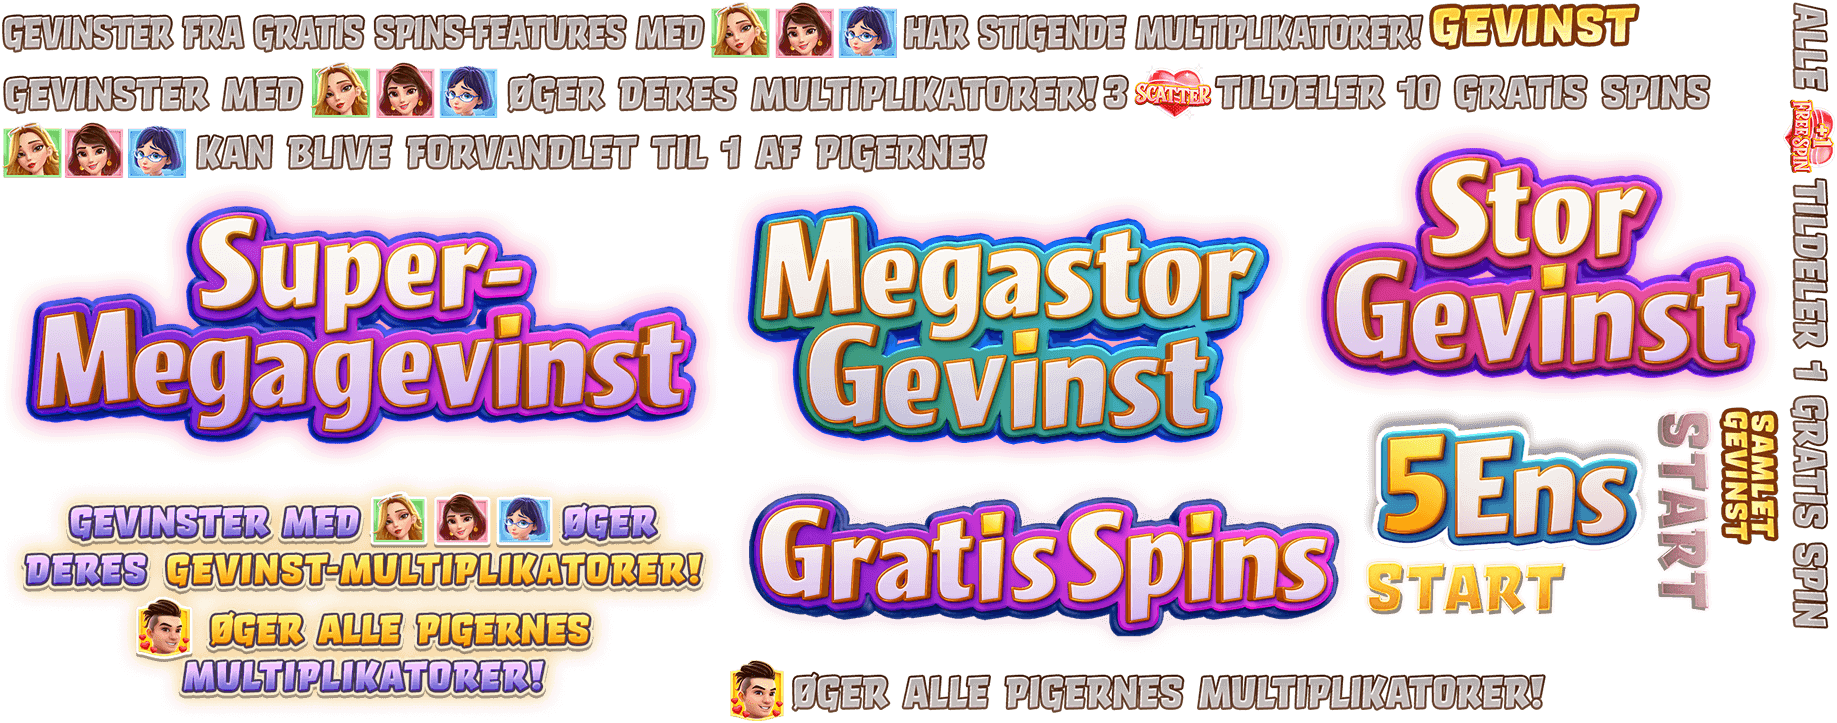 GEVINSTER FRA GRATIS SPINS-FEATURES MED HAR STIGENDE MULTIPLIKATORER!
GEVINST
GEVINSTER MED ØGER DERES MULTIPLIKATORER!
3 SCATTER TILDELER 10 GRATIS SPINS
KAN BLIVE FORVANDLET TIL 1 AF PIGERNE!
ALLE +1 FREE SPIN TILDELER 1 GRATIS SPIN
Super-
Megagevinst
Megastor
Gevinst
Stor
Gevinst
5Ens
START
START
SAMLET
GEVINST
GEVINSTER MED ØGER
DERES GEVINST-MULTIPLIKATORER!
ØGER ALLE PIGERNES
MULTIPLIKATORER!
Gratis Spins
ØGER ALLE PIGERNES MULTIPLIKATORER!